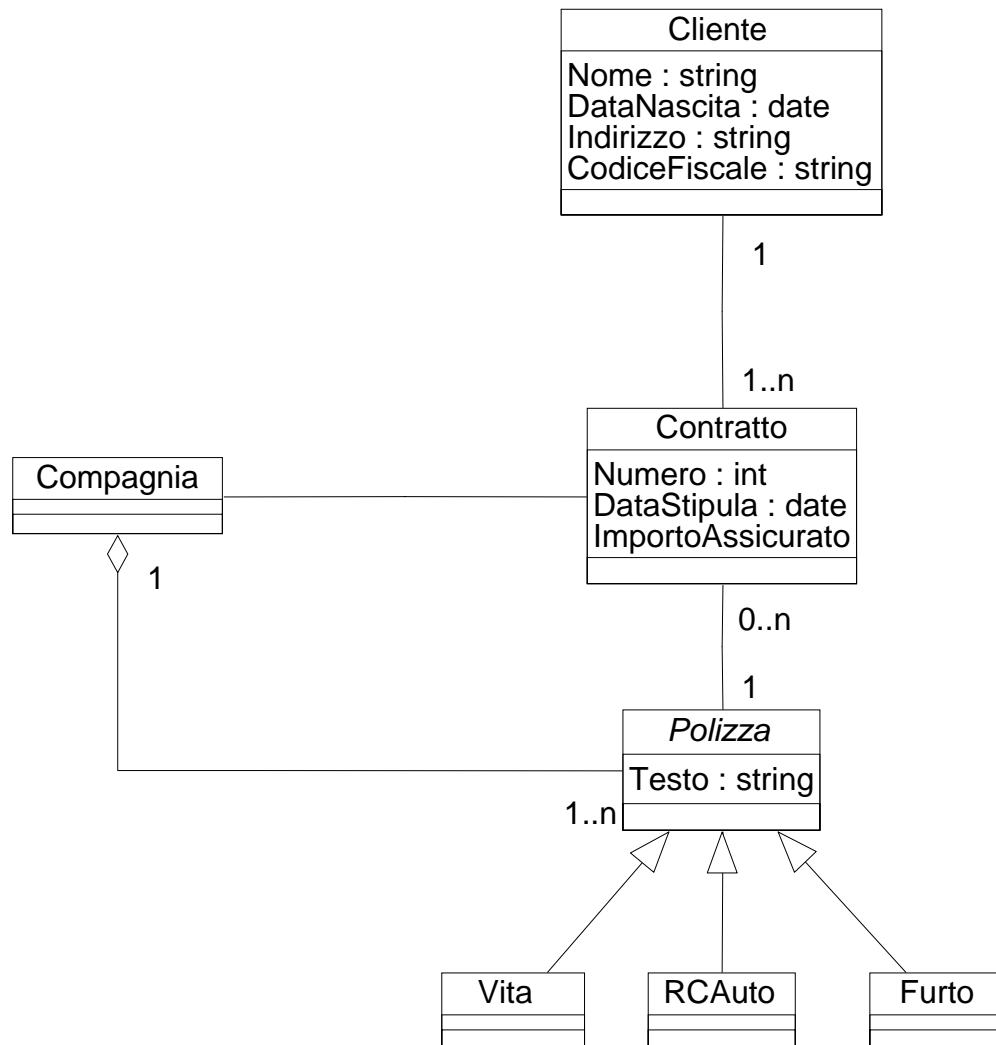 Cliente
Nome : string
DataNascita : date
Indirizzo : string
CodiceFiscale : string
1
1..n
Contratto
Numero : int
DataStipula : date
ImportoAssicurato
Compagnia
1
0..n
1
Polizza
Testo : string
1..n
Vita
RCAuto
Furto